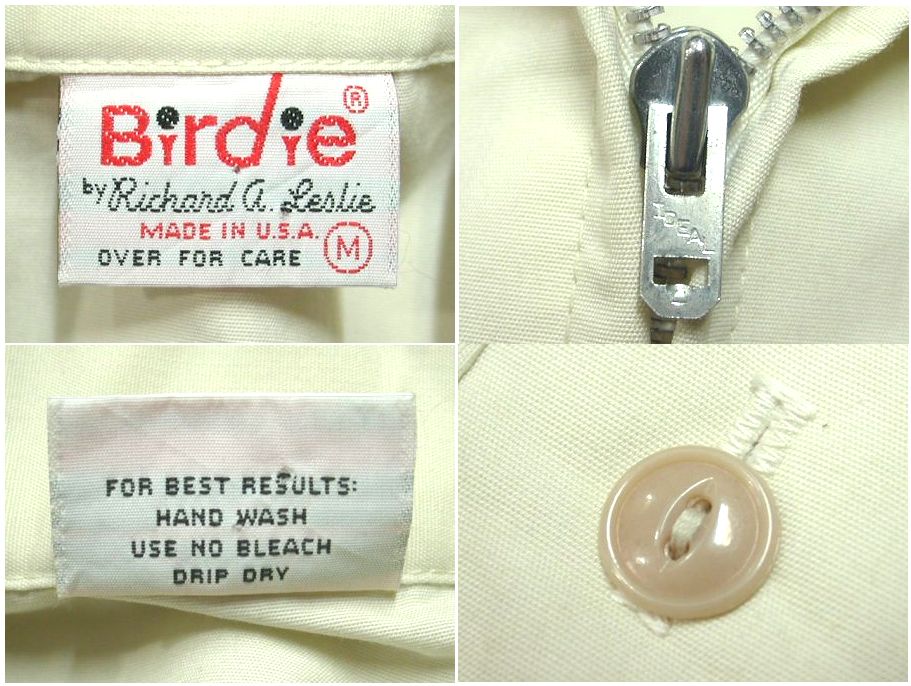 Birdie®
by Richard A. Leslie
MADE IN U.S.A.
M
OVER FOR CARE
IDEAL
FOR BEST RESULTS:
HAND WASH
USE NO BLEACH
DRIP DRY